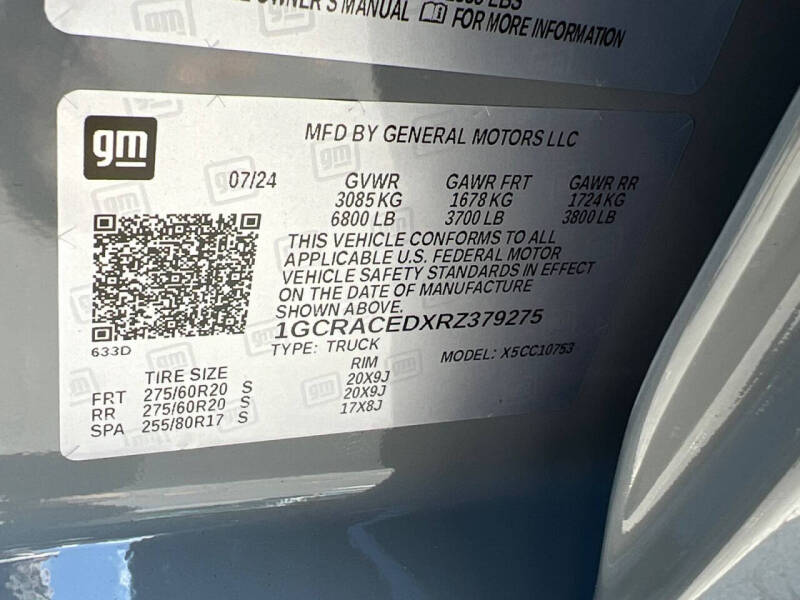 OWNER'S MANUAL FOR MORE INFORMATION
gm
MFD BY GENERAL MOTORS LLC
07/24 GVWR GAWR FRT GAWR RR
3085 KG 1678 KG 1724 KG
6800 LB 3700 LB 3800 LB
THIS VEHICLE CONFORMS TO ALL
APPLICABLE U.S. FEDERAL MOTOR
VEHICLE SAFETY STANDARDS IN EFFECT
ON THE DATE OF MANUFACTURE
SHOWN ABOVE.
1GCRACEDXRZ379275
633D TYPE: TRUCK MODEL: X5CC10753
TIRE SIZE RIM
FRT 275/60R20 S 20X9J
RR 275/60R20 S 20X9J
SPA 255/80R17 S 17X8J